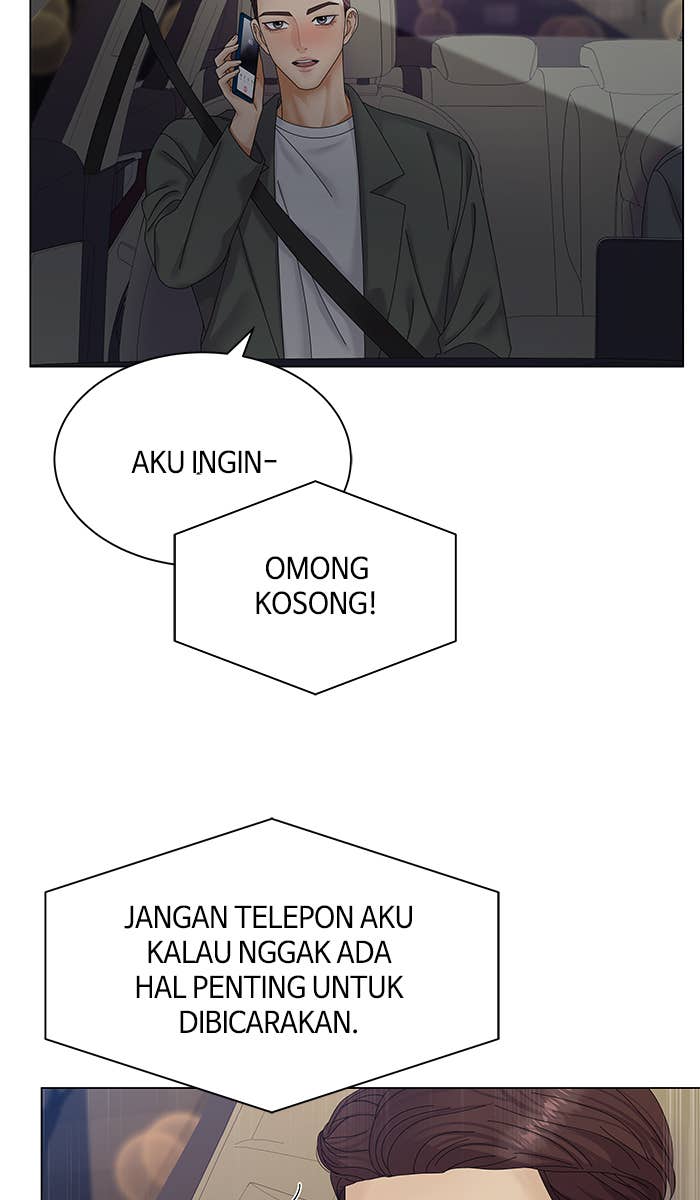 AKU INGIN-
OMONG
KOSONG!
JANGAN TELEPON AKU
KALAU NGGAK ADA
HAL PENTING UNTUK
DIBICARAKAN.